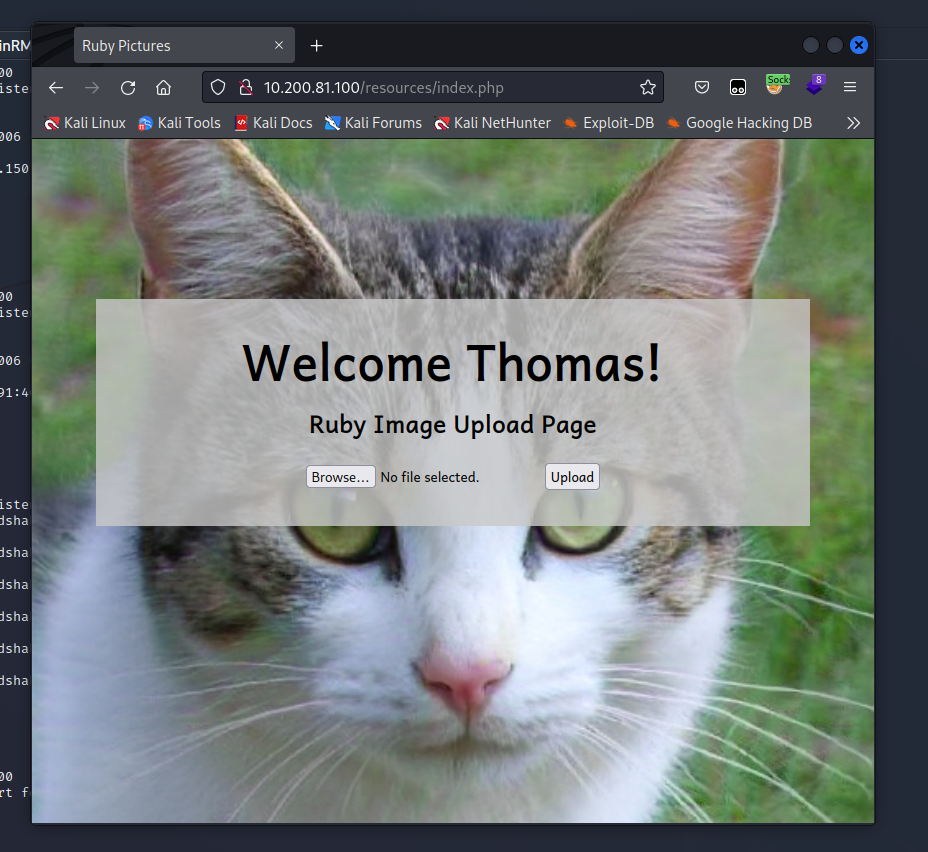 inRM
Ruby Pictures
Sock
8
10.200.81.100/resources/index.php
Kali Linux Kali Tools Kali Docs Kali Forums Kali NetHunter Exploit-DB Google Hacking DB
00
iste
006
.150
Welcome Thomas!
Ruby Image Upload Page
Browse... No file selected. Upload
00
iste
006
91:4
iste
dsha
dsha
dsha
dsha
dsha
dsha
00
rt f